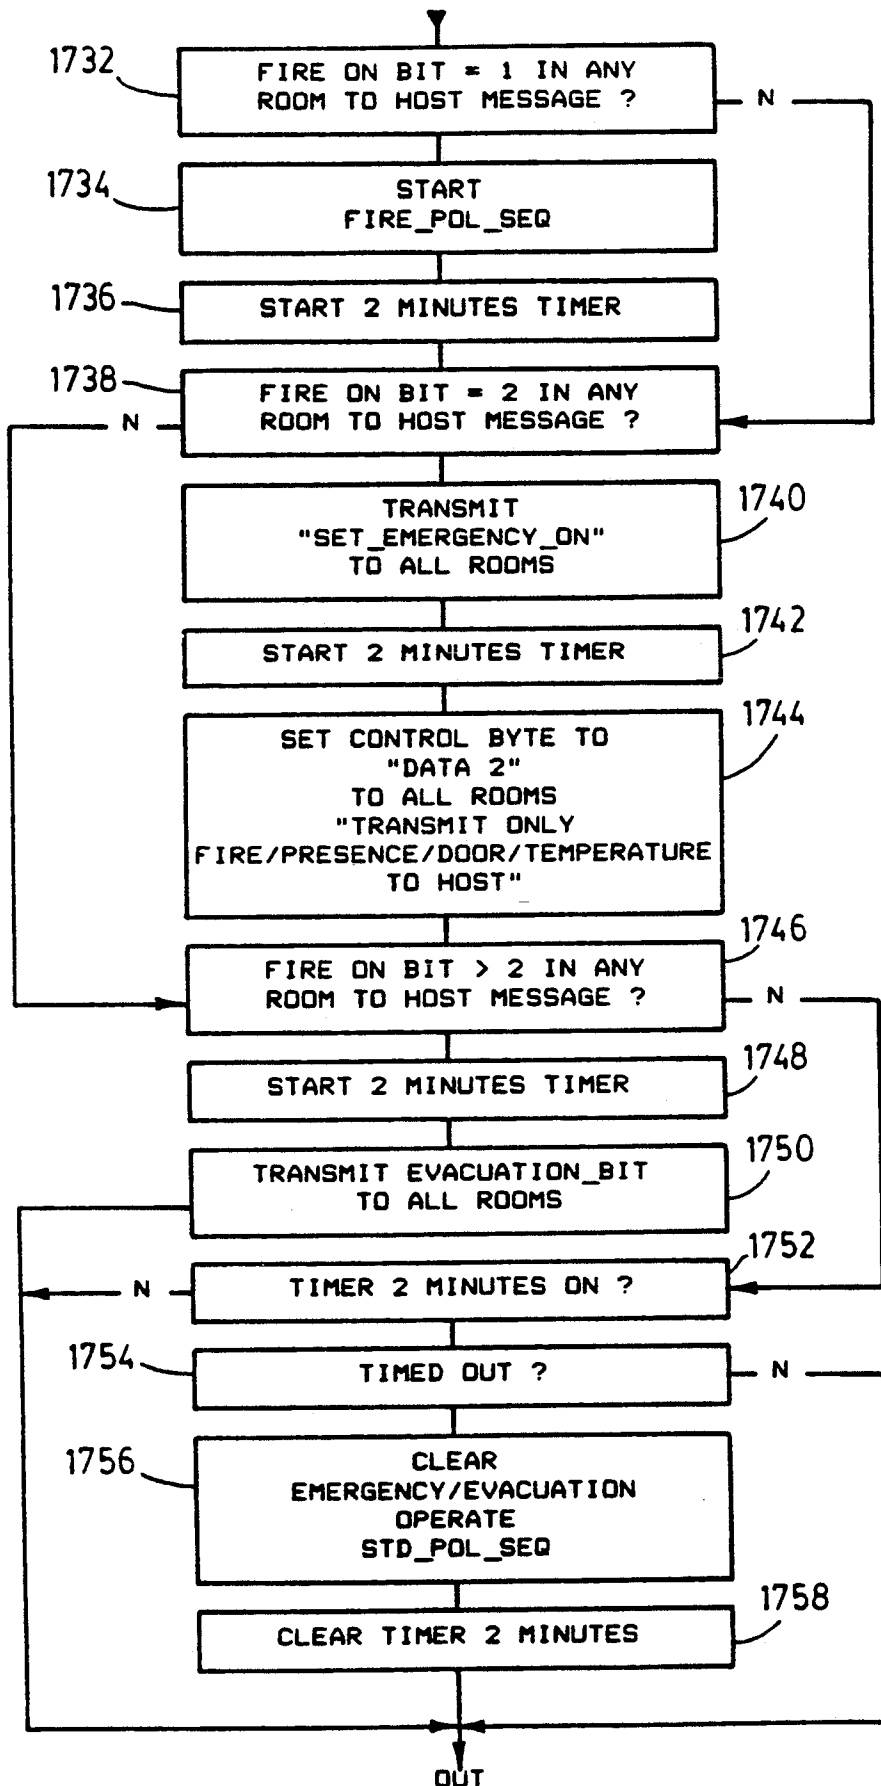 1732
FIRE ON BIT = 1 IN ANY
ROOM TO HOST MESSAGE ?
N
1734
START
FIRE_POL_SEQ
1736
START 2 MINUTES TIMER
1738
FIRE ON BIT = 2 IN ANY
ROOM TO HOST MESSAGE ?
N
1740
TRANSMIT
"SET_EMERGENCY_ON"
TO ALL ROOMS
1742
START 2 MINUTES TIMER
1744
SET CONTROL BYTE TO
"DATA 2"
TO ALL ROOMS
"TRANSMIT ONLY
FIRE/PRESENCE/DOOR/TEMPERATURE
TO HOST"
1746
FIRE ON BIT > 2 IN ANY
ROOM TO HOST MESSAGE ?
N
1748
START 2 MINUTES TIMER
1750
TRANSMIT EVACUATION_BIT
TO ALL ROOMS
1752
N
TIMER 2 MINUTES ON ?
1754
TIMED OUT ?
N
1756
CLEAR
EMERGENCY/EVACUATION
OPERATE
STD_POL_SEQ
1758
CLEAR TIMER 2 MINUTES
OUT